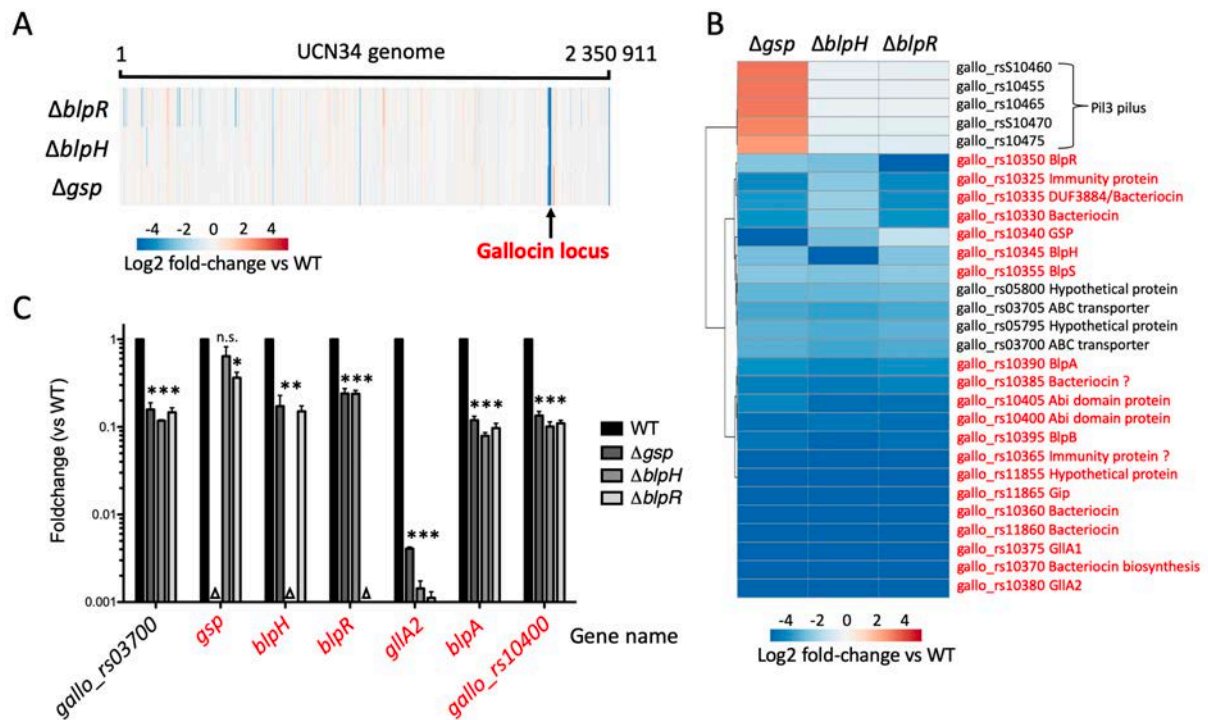 A
1 UCN34 genome 2 350 911
ΔblpR
ΔblpH
Δgsp
-4 -2 0 2 4
Log2 fold-change vs WT
Gallocin locus
B
Δgsp ΔblpH ΔblpR
gallo_rsS10460
gallo_rs10455
gallo_rs10465
gallo_rsS10470
gallo_rs10475
Pil3 pilus
gallo_rs10350 BlpR
gallo_rs10325 Immunity protein
gallo_rs10335 DUF3884/Bacteriocin
gallo_rs10330 Bacteriocin
gallo_rs10340 GSP
gallo_rs10345 BlpH
gallo_rs10355 BlpS
gallo_rs05800 Hypothetical protein
gallo_rs03705 ABC transporter
gallo_rs05795 Hypothetical protein
gallo_rs03700 ABC transporter
gallo_rs10390 BlpA
gallo_rs10385 Bacteriocin ?
gallo_rs10405 Abi domain protein
gallo_rs10400 Abi domain protein
gallo_rs10395 BlpB
gallo_rs10365 Immunity protein ?
gallo_rs11855 Hypothetical protein
gallo_rs11865 Gip
gallo_rs10360 Bacteriocin
gallo_rs11860 Bacteriocin
gallo_rs10375 GllA1
gallo_rs10370 Bacteriocin biosynthesis
gallo_rs10380 GllA2
-4 -2 0 2 4
Log2 fold-change vs WT
C
Foldchange (vs WT)
1
0.1
0.01
0.001
*** n.s. * ** *** *** *** ***
Δ Δ Δ
WT
Δgsp
ΔblpH
ΔblpR
gallo_rs03700
gsp
blpH
blpR
gllA2
blpA
gallo_rs10400
Gene name